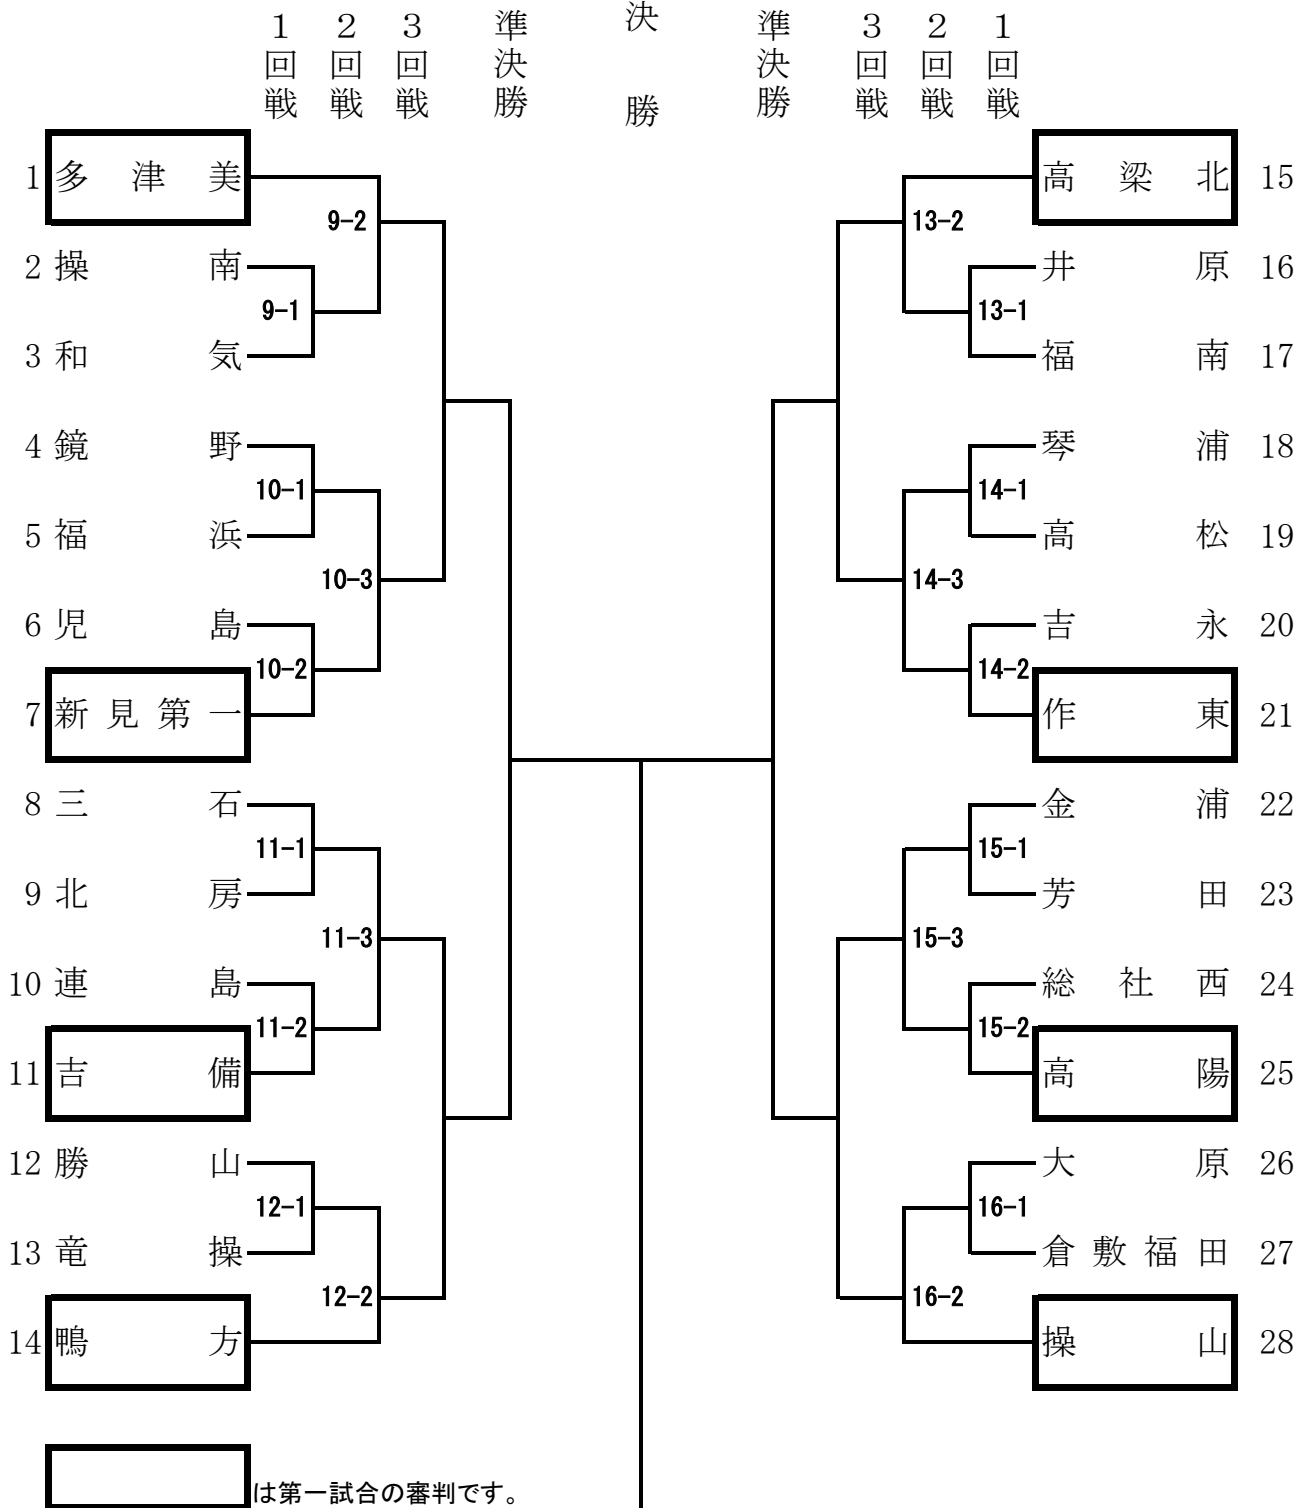 1回戦 2回戦 3回戦 準決勝 決勝 準決勝 3回戦 2回戦 1回戦
1 多津美 高梁北 15
9-2 13-2
2 操南 井原 16
9-1 13-1
3 和気 福南 17
4 鏡野 琴浦 18
10-1 14-1
5 福浜 高松 19
10-3 14-3
6 児島 吉永 20
10-2 14-2
7 新見第一 作東 21
8 三石 金浦 22
11-1 15-1
9 北房 芳田 23
11-3 15-3
10 連島 総社西 24
11-2 15-2
11 吉備 高陽 25
12 勝山 大原 26
12-1 16-1
13 竜操 倉敷福田 27
12-2 16-2
14 鴨方 操山 28
は第一試合の審判です。